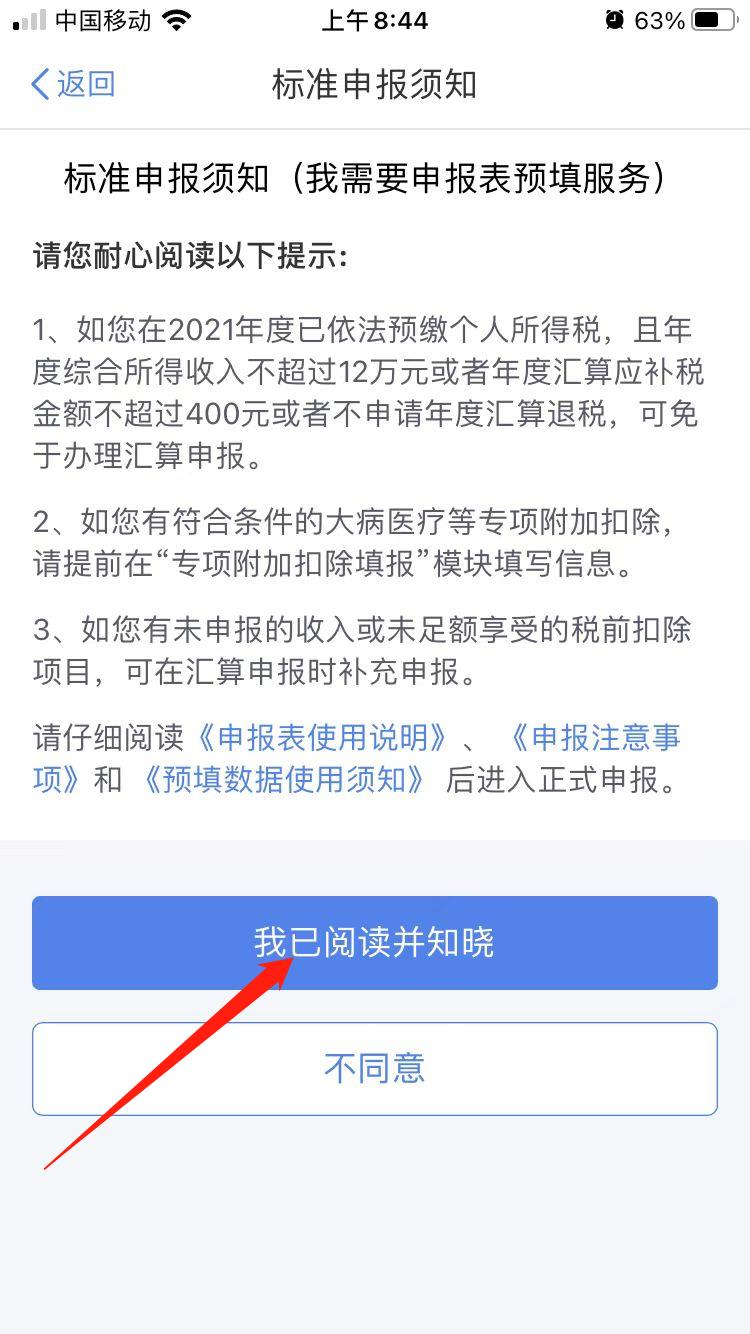 中国移动
上午8:44
63%
返回
标准申报须知
标准申报须知（我需要申报表预填服务）
请您耐心阅读以下提示：
1、如您在2021年度已依法预缴个人所得税，且年
度综合所得收入不超过12万元或者年度汇算应补税
金额不超过400元或者不申请年度汇算退税，可免
于办理汇算申报。
2、如您有符合条件的大病医疗等专项附加扣除，
请提前在“专项附加扣除填报”模块填写信息。
3、如您有未申报的收入或未足额享受的税前扣除
项目，可在汇算申报时补充申报。
请仔细阅读《申报表使用说明》、《申报注意事
项》和《预填数据使用须知》后进入正式申报。
我已阅读并知晓
不同意